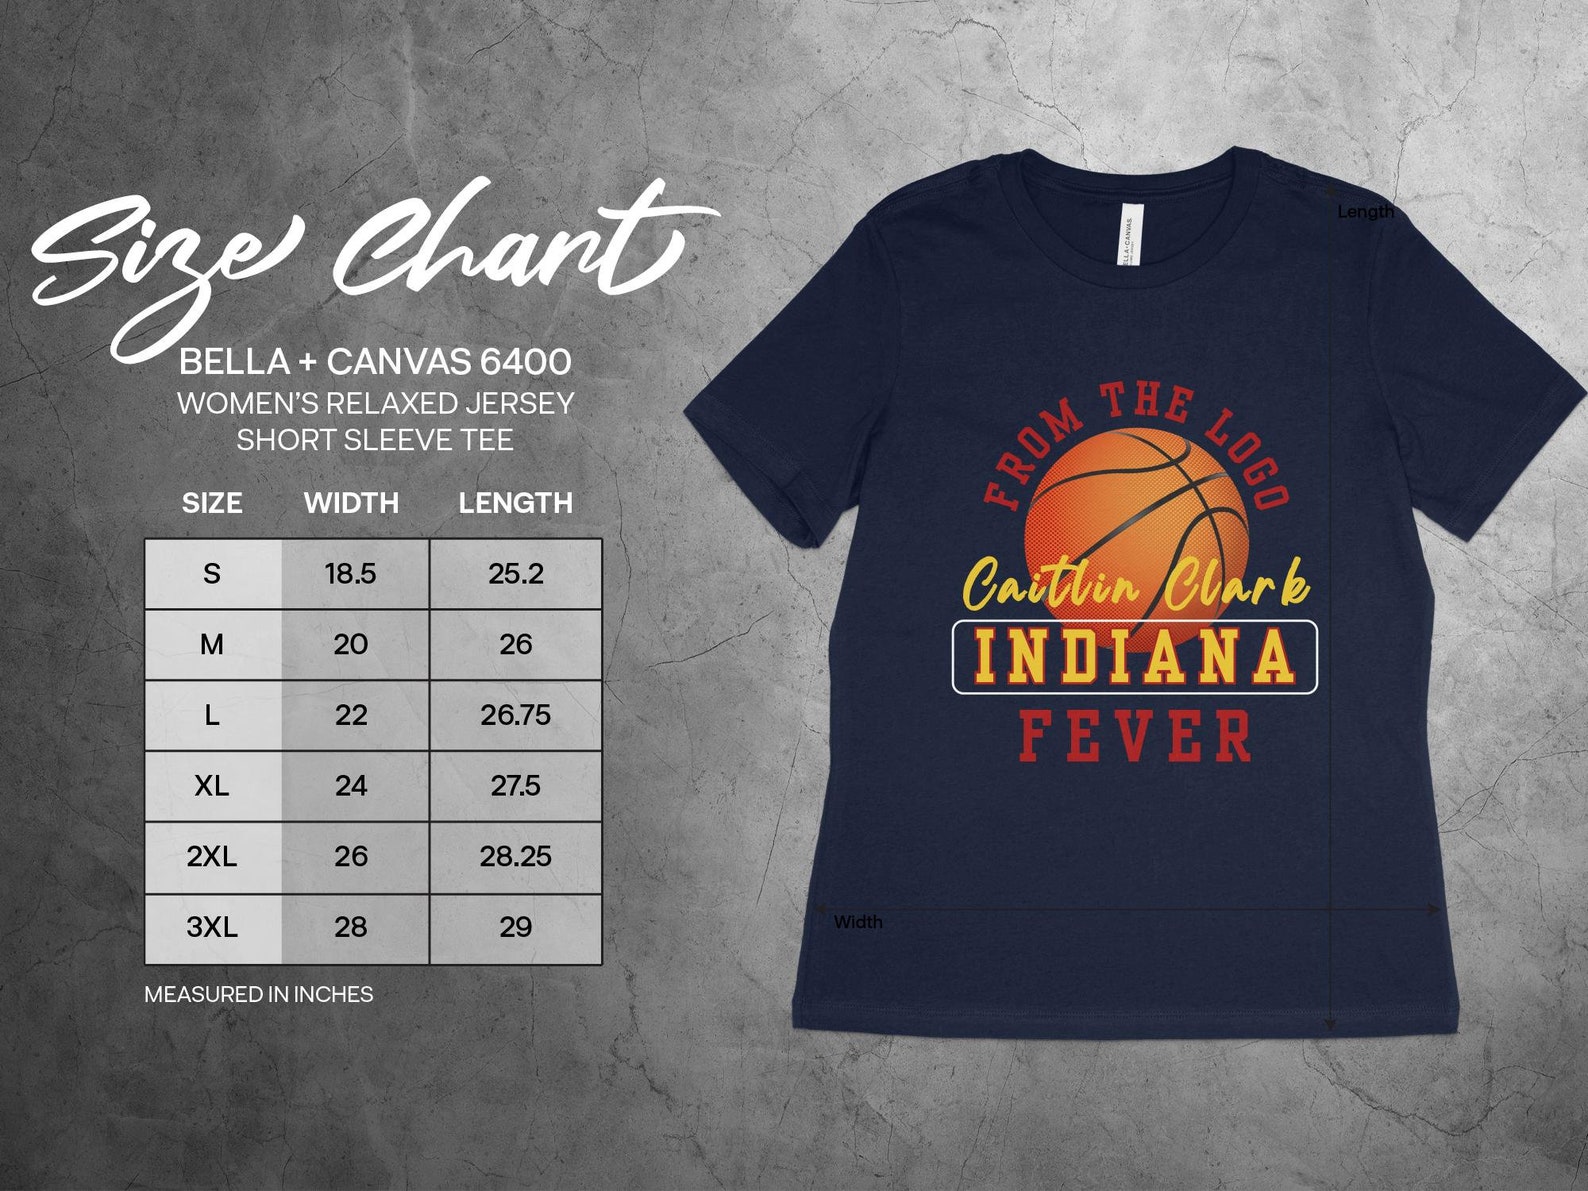 Size Chart
BELLA + CANVAS 6400
WOMEN'S RELAXED JERSEY
SHORT SLEEVE TEE
SIZE WIDTH LENGTH
S 18.5 25.2
M 20 26
L 22 26.75
XL 24 27.5
2XL 26 28.25
3XL 28 29
MEASURED IN INCHES
BELLA+CANVAS
Length
FROM THE LOGO
Caitlin Clark
INDIANA
FEVER
Width